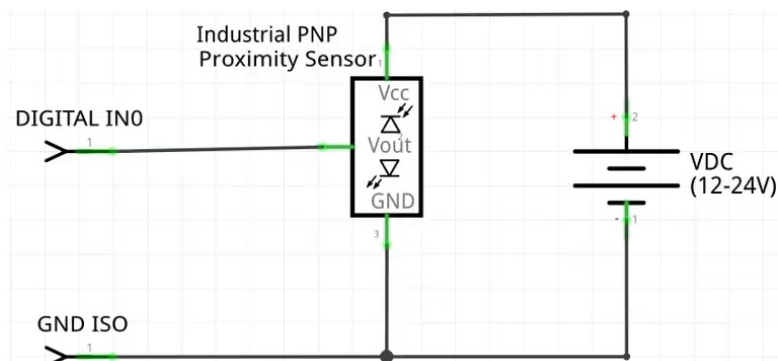 Industrial PNP
Proximity Sensor
1
Vcc
DIGITAL IN0
+ 2
1
Vout
VDC
(12-24V)
GND
- 1
3
GND ISO
1